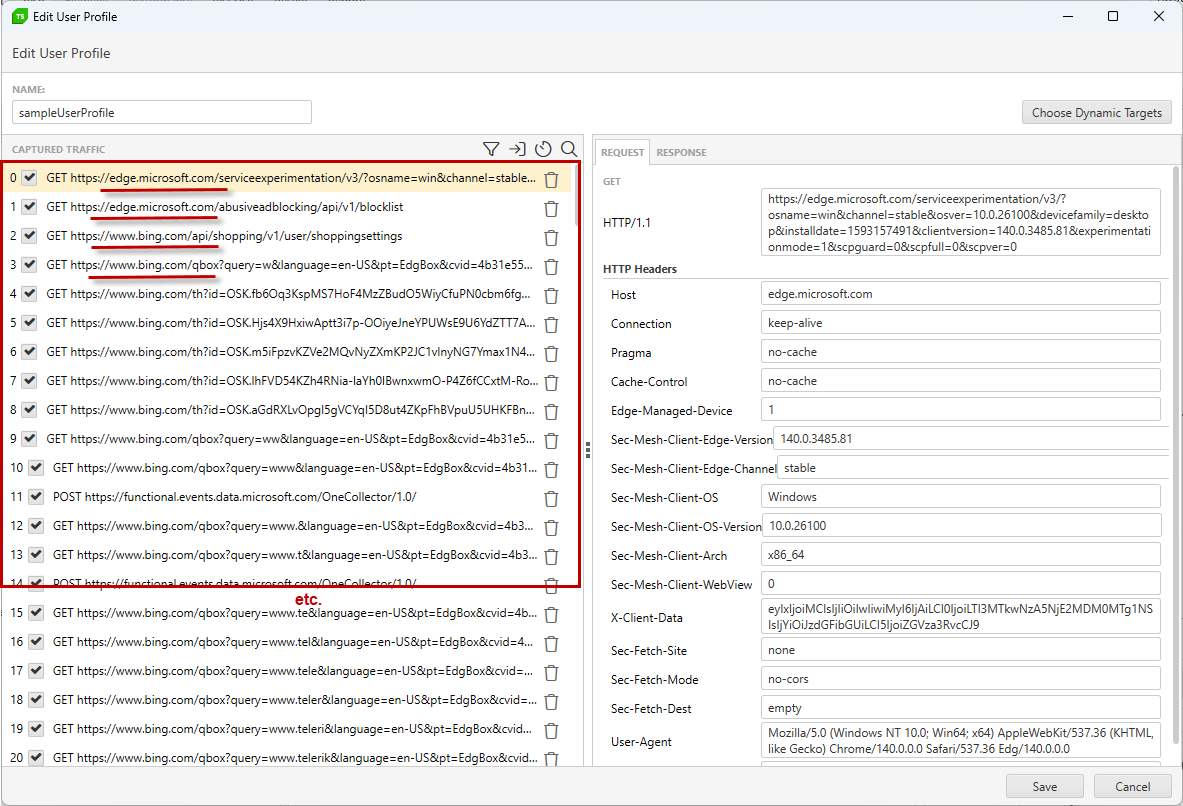 TS Edit User Profile
Edit User Profile
NAME:
sampleUserProfile
Choose Dynamic Targets
CAPTURED TRAFFIC
0 GET https://edge.microsoft.com/serviceexperimentation/v3/?osname=win&channel=stable...
1 GET https://edge.microsoft.com/abusiveadblocking/api/v1/blocklist
2 GET https://www.bing.com/api/shopping/v1/user/shoppingsettings
3 GET https://www.bing.com/qbox?query=w&language=en-US&pt=EdgBox&cvid=4b31e55...
4 GET https://www.bing.com/th?id=OSK.fb6Oq3KspMS7HoF4MzZBudO5WiyCfuPN0cbm6fg...
5 GET https://www.bing.com/th?id=OSK.Hjs4X9HxiwAptt3i7p-OOiyeJneYPUWsE9U6YdZTT7A...
6 GET https://www.bing.com/th?id=OSK.m5iFpzvKZVe2MQvNyZXmKP2JC1vlnyNG7Ymax1N4...
7 GET https://www.bing.com/th?id=OSK.lhFVD54KZh4RNia-IaYh0IBwnxwmO-P4Z6fCCxtM-Ro...
8 GET https://www.bing.com/th?id=OSK.aGdRXLvOpgI5gVCYqI5D8ut4ZKpFhBVpuU5UHKFBn...
9 GET https://www.bing.com/qbox?query=ww&language=en-US&pt=EdgBox&cvid=4b31e5...
10 GET https://www.bing.com/qbox?query=www&language=en-US&pt=EdgBox&cvid=4b31...
11 POST https://functional.events.data.microsoft.com/OneCollector/1.0/
12 GET https://www.bing.com/qbox?query=www.&language=en-US&pt=EdgBox&cvid=4b3...
13 GET https://www.bing.com/qbox?query=www.t&language=en-US&pt=EdgBox&cvid=4b3...
14 POST https://functional.events.data.microsoft.com/OneCollector/1.0/
etc.
15 GET https://www.bing.com/qbox?query=www.te&language=en-US&pt=EdgBox&cvid=4b...
16 GET https://www.bing.com/qbox?query=www.tel&language=en-US&pt=EdgBox&cvid=4b...
17 GET https://www.bing.com/qbox?query=www.tele&language=en-US&pt=EdgBox&cvid=...
18 GET https://www.bing.com/qbox?query=www.teler&language=en-US&pt=EdgBox&cvid=...
19 GET https://www.bing.com/qbox?query=www.teleri&language=en-US&pt=EdgBox&cvid...
20 GET https://www.bing.com/qbox?query=www.telerik&language=en-US&pt=EdgBox&cvid...
REQUEST RESPONSE
GET
HTTP/1.1
https://edge.microsoft.com/serviceexperimentation/v3/?
osname=win&channel=stable&osver=10.0.26100&devicefamily=deskto
p&installdate=1593157491&clientversion=140.0.3485.81&experimentati
onmode=1&scpguard=0&scpfull=0&scpver=0
HTTP Headers
Host edge.microsoft.com
Connection keep-alive
Pragma no-cache
Cache-Control no-cache
Edge-Managed-Device 1
Sec-Mesh-Client-Edge-Version 140.0.3485.81
Sec-Mesh-Client-Edge-Channel stable
Sec-Mesh-Client-OS Windows
Sec-Mesh-Client-OS-Version 10.0.26100
Sec-Mesh-Client-Arch x86_64
Sec-Mesh-Client-WebView 0
X-Client-Data
eyIxIjoiMCIsIjIiOiIwIiwiMyI6IjAiLCI0IjoiLTI3MTkwNzA5NjE2MDM0MTg1NS
IsIjYiOiJzdGFibGUiLCI5IjoiZGVza3RvcCJ9
Sec-Fetch-Site none
Sec-Fetch-Mode no-cors
Sec-Fetch-Dest empty
User-Agent
Mozilla/5.0 (Windows NT 10.0; Win64; x64) AppleWebKit/537.36 (KHTML,
like Gecko) Chrome/140.0.0.0 Safari/537.36 Edg/140.0.0.0
Save Cancel